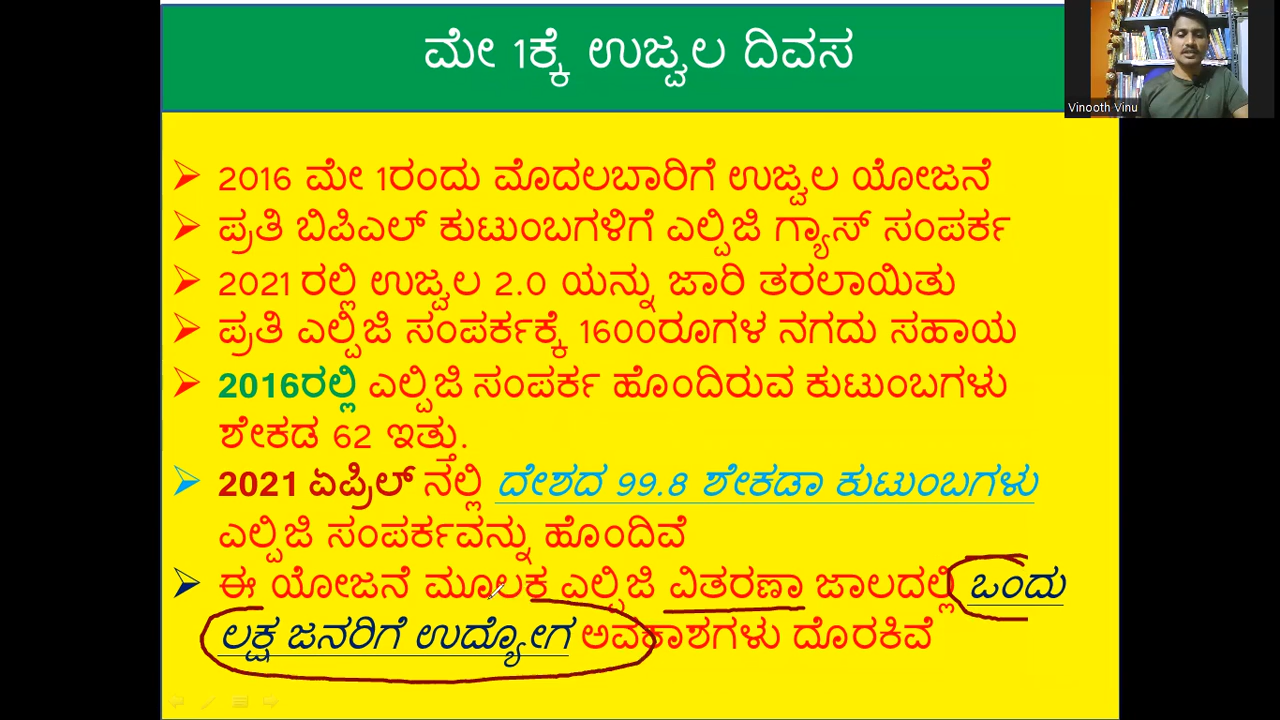 ಮೇ 1ಕ್ಕೆ ಉಜ್ವಲ ದಿವಸ
Vinooth Vinu
2016 ಮೇ 1ರಂದು ಮೊದಲಬಾರಿಗೆ ಉಜ್ವಲ ಯೋಜನೆ
ಪ್ರತಿ ಬಿಪಿಎಲ್ ಕುಟುಂಬಗಳಿಗೆ ಎಲ್ಪಿಜಿ ಗ್ಯಾಸ್ ಸಂಪರ್ಕ
2021 ರಲ್ಲಿ ಉಜ್ವಲ 2.0 ಯನ್ನು ಜಾರಿ ತರಲಾಯಿತು
ಪ್ರತಿ ಎಲ್ಪಿಜಿ ಸಂಪರ್ಕಕ್ಕೆ 1600ರೂಗಳ ನಗದು ಸಹಾಯ
2016ರಲ್ಲಿ ಎಲ್ಪಿಜಿ ಸಂಪರ್ಕ ಹೊಂದಿರುವ ಕುಟುಂಬಗಳು
ಶೇಕಡ 62 ಇತ್ತು.
2021 ಏಪ್ರಿಲ್ ನಲ್ಲಿ ದೇಶದ 99.8 ಶೇಕಡಾ ಕುಟುಂಬಗಳು
ಎಲ್ಪಿಜಿ ಸಂಪರ್ಕವನ್ನು ಹೊಂದಿವೆ
ಈ ಯೋಜನೆ ಮೂಲಕ ಎಲ್ಪಿಜಿ ವಿತರಣಾ ಜಾಲದಲ್ಲಿ ಒಂದು
ಲಕ್ಷ ಜನರಿಗೆ ಉದ್ಯೋಗ ಅವಕಾಶಗಳು ದೊರಕಿವೆ